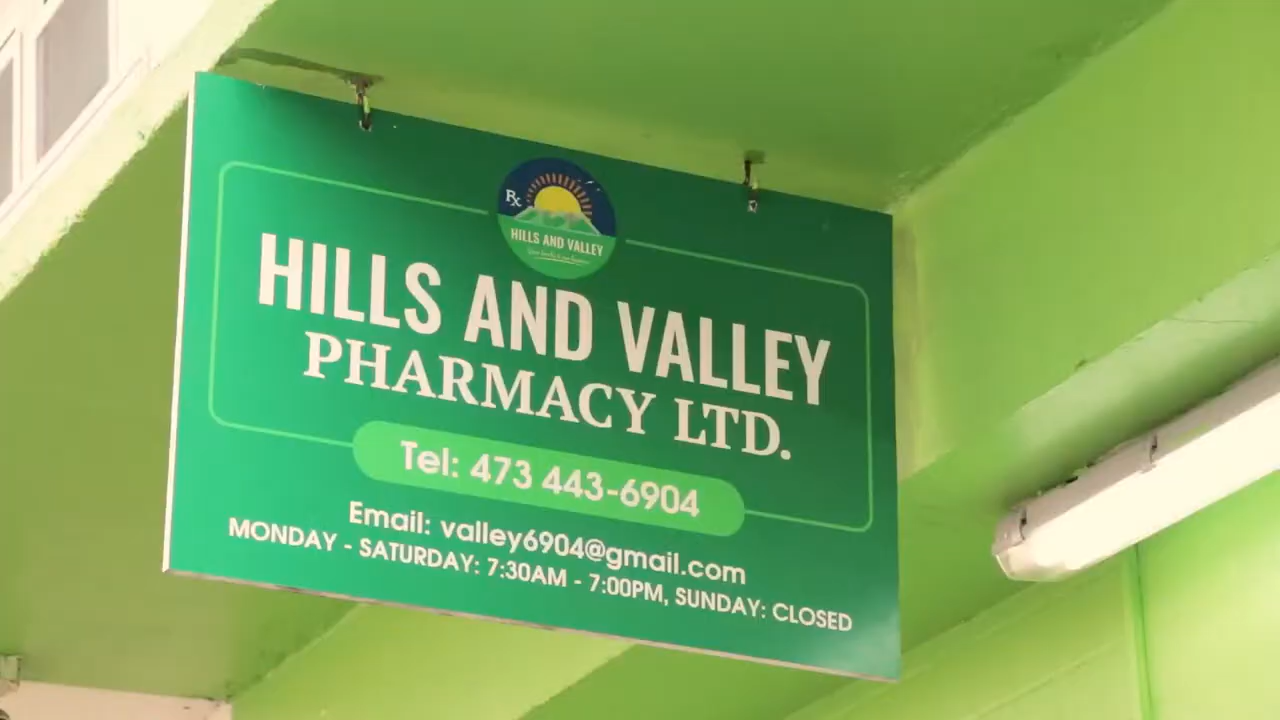 Rx
HILLS AND VALLEY
HILLS AND VALLEY
PHARMACY LTD.
Tel: 473 443-6904
Email: valley6904@gmail.com
MONDAY - SATURDAY: 7:30AM - 7:00PM, SUNDAY: CLOSED